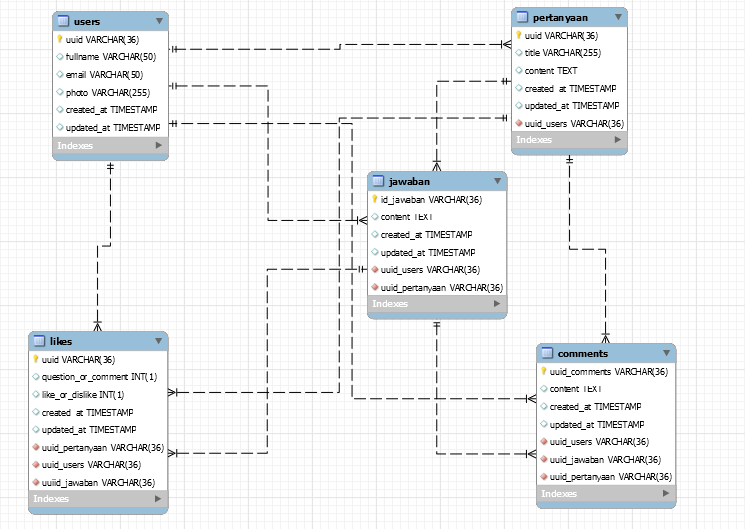 users
uuid VARCHAR(36)
fullname VARCHAR(50)
email VARCHAR(50)
photo VARCHAR(255)
created_at TIMESTAMP
updated_at TIMESTAMP
Indexes
pertanyaan
uuid VARCHAR(36)
title VARCHAR(255)
content TEXT
created_at TIMESTAMP
updated_at TIMESTAMP
uuid_users VARCHAR(36)
Indexes
jawaban
id_jawaban VARCHAR(36)
content TEXT
created_at TIMESTAMP
updated_at TIMESTAMP
uuid_users VARCHAR(36)
uuid_pertanyaan VARCHAR(36)
Indexes
likes
uuid VARCHAR(36)
question_or_comment INT(1)
like_or_dislike INT(1)
created_at TIMESTAMP
updated_at TIMESTAMP
uuid_pertanyaan VARCHAR(36)
uuid_users VARCHAR(36)
uuiid_jawaban VARCHAR(36)
Indexes
comments
uuid_comments VARCHAR(36)
content TEXT
created_at TIMESTAMP
updated_at TIMESTAMP
uuid_users VARCHAR(36)
uuid_jawaban VARCHAR(36)
uuid_pertanyaan VARCHAR(36)
Indexes